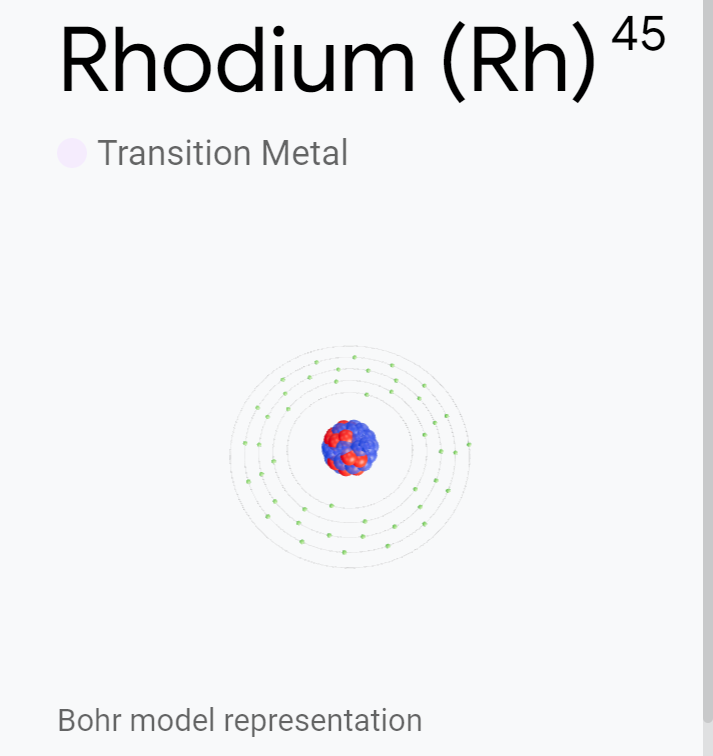 Rhodium (Rh) 45
Transition Metal
Bohr model representation